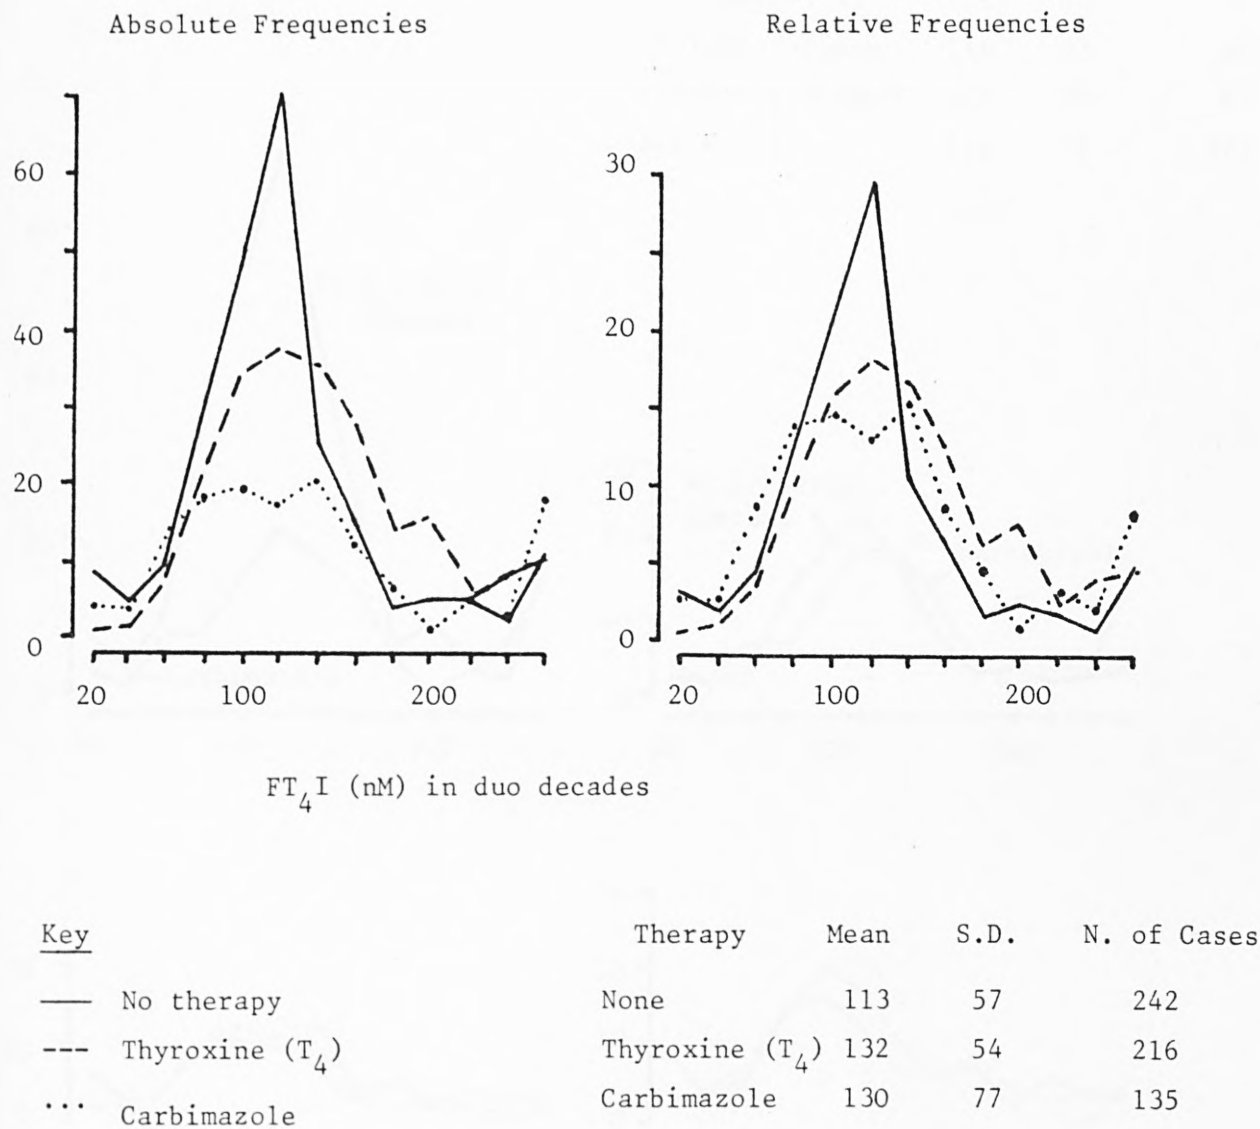 Absolute Frequencies
Relative Frequencies
60
40
20
0
20 100 200
30
20
10
0
20 100 200
FT4I (nM) in duo decades
Key
No therapy
Thyroxine (T4)
Carbimazole
Therapy Mean S.D. N. of Cases
None 113 57 242
Thyroxine (T4) 132 54 216
Carbimazole 130 77 135